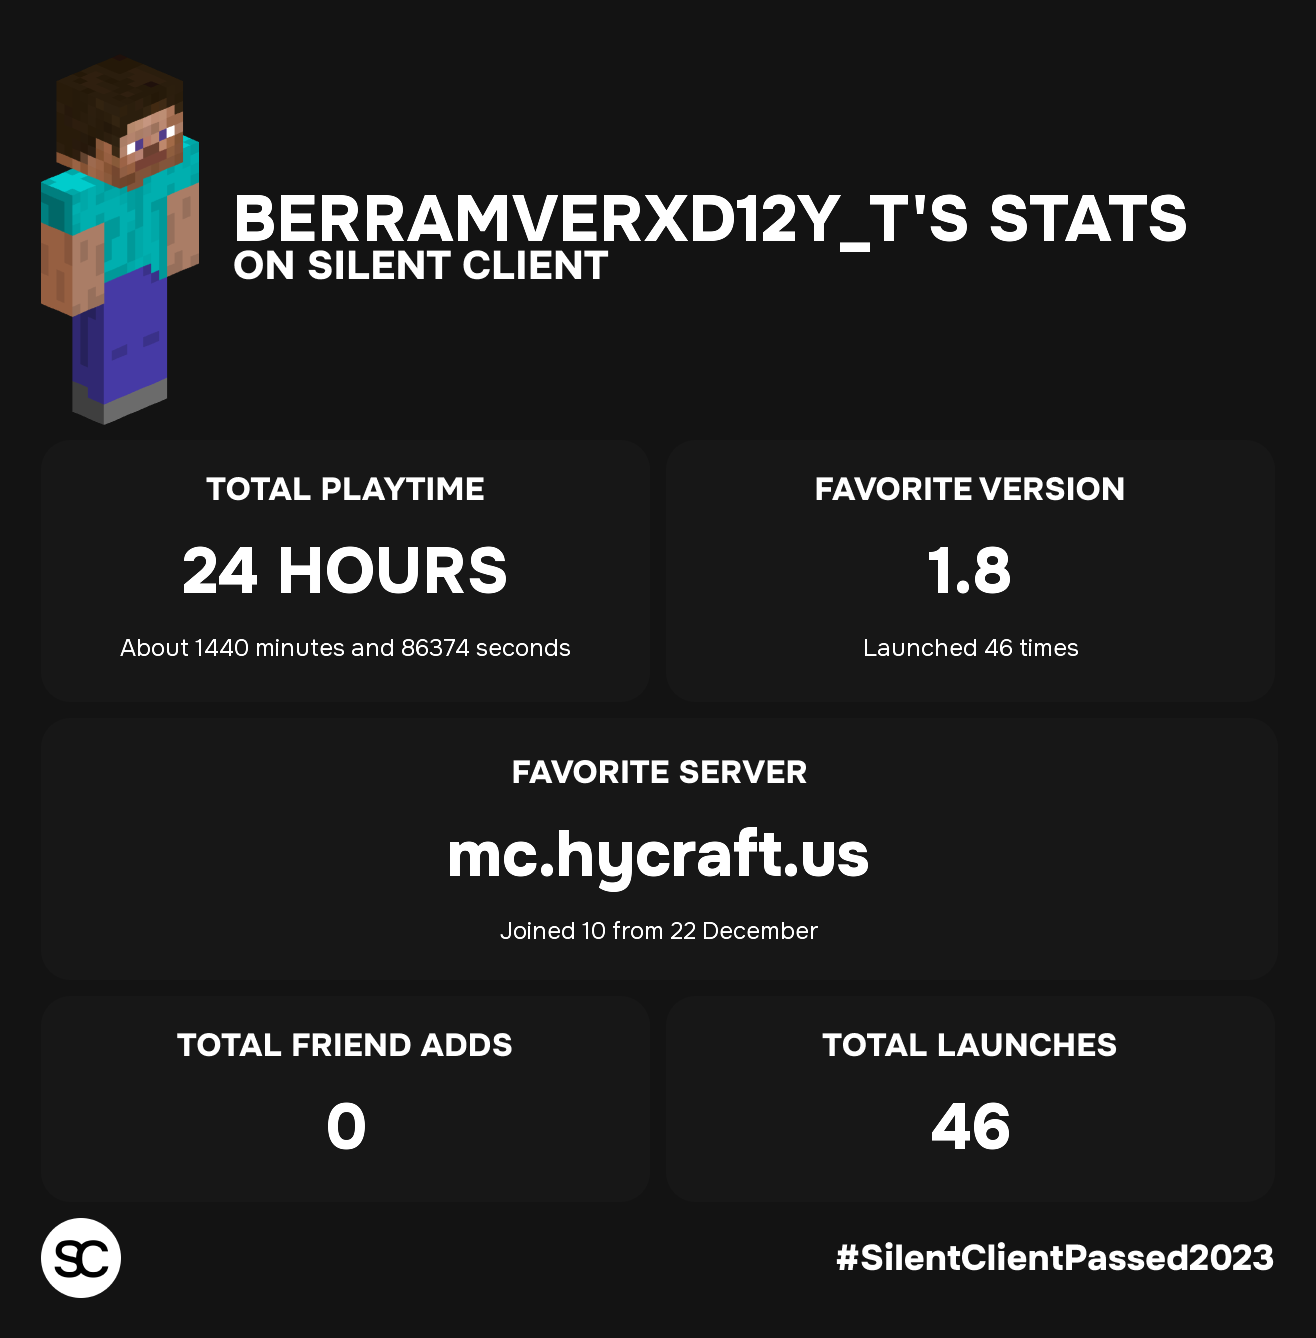 BERRAMVERXD12Y_T'S STATS
ON SILENT CLIENT
TOTAL PLAYTIME
24 HOURS
About 1440 minutes and 86374 seconds
FAVORITE VERSION
1.8
Launched 46 times
FAVORITE SERVER
mc.hycraft.us
Joined 10 from 22 December
TOTAL FRIEND ADDS
0
TOTAL LAUNCHES
46
SC
#SilentClientPassed2023